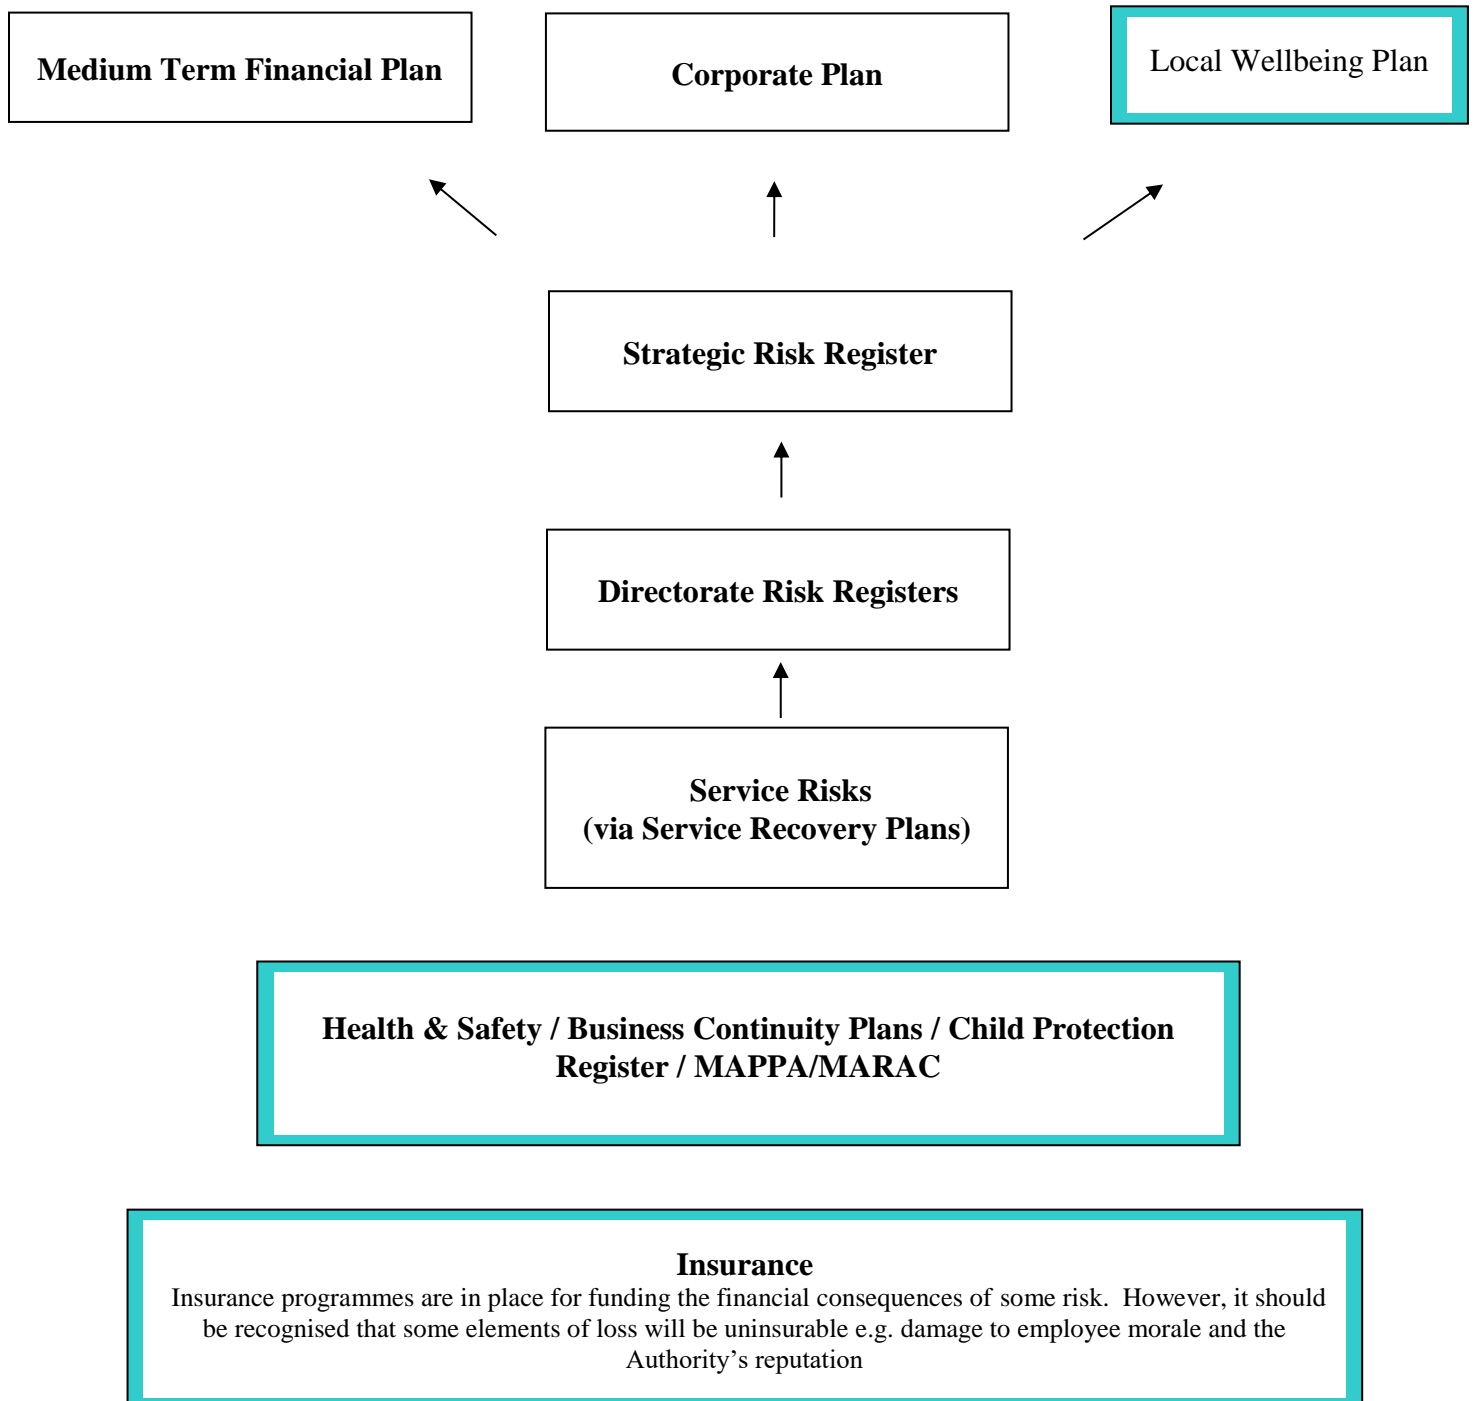 Medium Term Financial Plan
Corporate Plan
Local Wellbeing Plan
Strategic Risk Register
Directorate Risk Registers
Service Risks
(via Service Recovery Plans)
Health & Safety / Business Continuity Plans / Child Protection
Register / MAPPA/MARAC
Insurance
Insurance programmes are in place for funding the financial consequences of some risk.  However, it should
be recognised that some elements of loss will be uninsurable e.g. damage to employee morale and the
Authority’s reputation